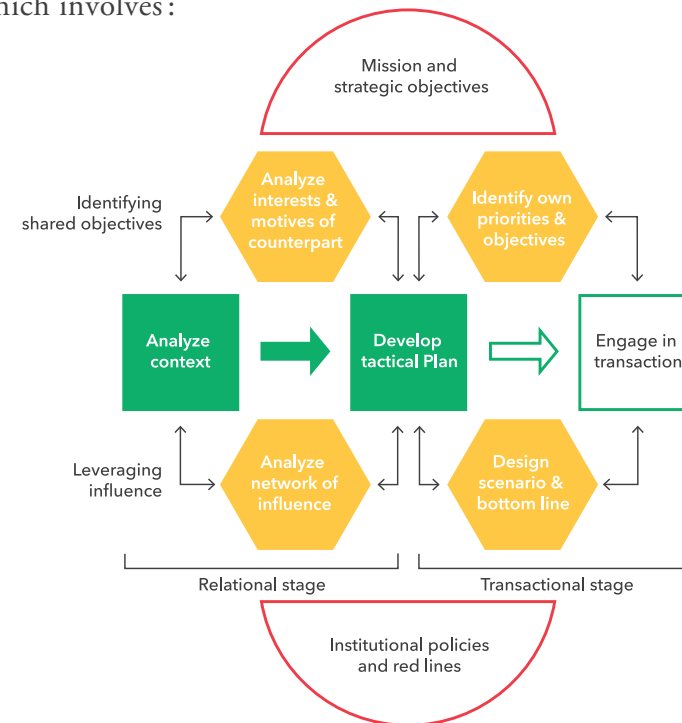 which involves:
Mission and
strategic objectives
Identifying
shared objectives
Analyze
interests &
motives of
counterpart
Identify own
priorities &
objectives
Analyze
context
Develop
tactical Plan
Engage in
transaction
Leveraging
influence
Analyze
network of
influence
Design
scenario &
bottom line
Relational stage
Transactional stage
Institutional policies
and red lines